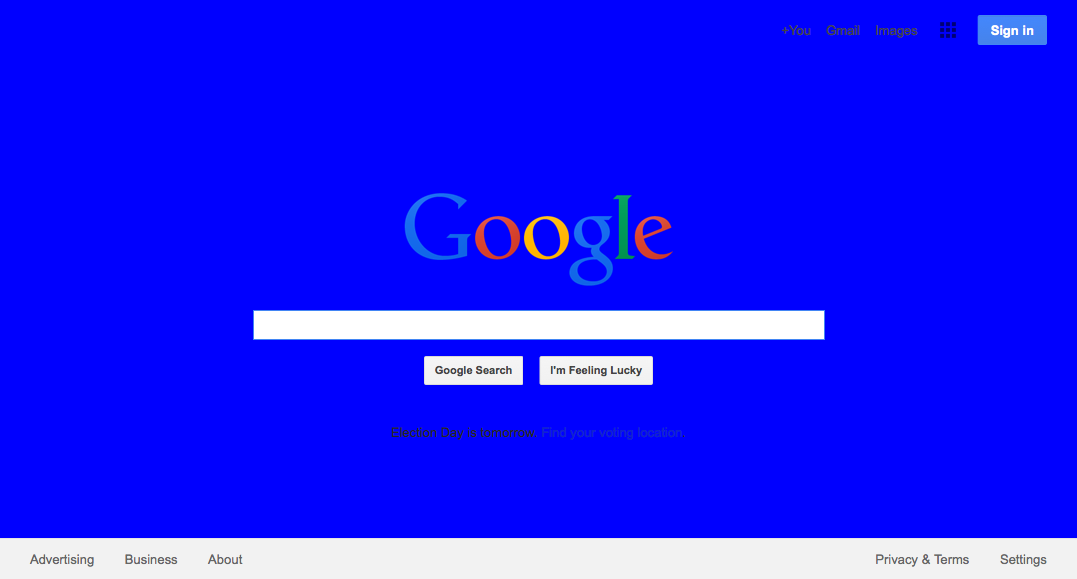 +You Gmail Images Sign in
Google
Google Search I'm Feeling Lucky
Election Day is tomorrow. Find your voting location.
Advertising Business About Privacy & Terms Settings